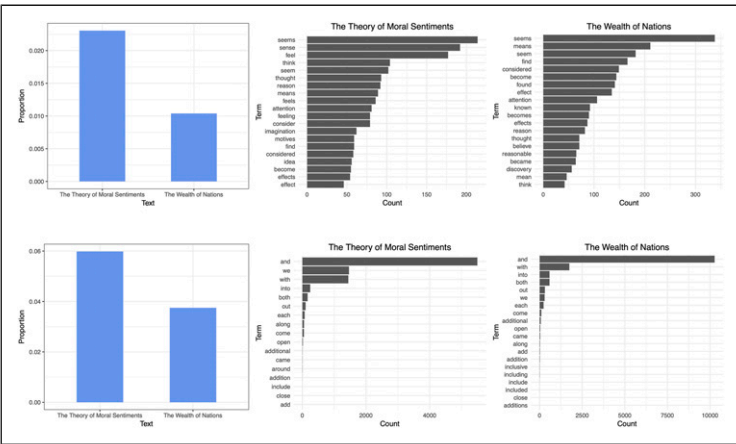 The Theory of Moral Sentiments
The Wealth of Nations
Proportion
0.020
0.015
0.010
0.005
0.000
The Theory of Moral Sentiments
The Wealth of Nations
Text
Term
seems
sense
feel
think
seem
thought
reason
means
feels
attention
feeling
consider
imagination
motives
find
considered
idea
become
effects
effect
0
50
100
150
200
Count
Term
seems
means
seem
find
considered
become
found
effect
attention
known
becomes
effects
reason
thought
believe
reasonable
became
discovery
mean
think
0
100
200
300
Count
The Theory of Moral Sentiments
The Wealth of Nations
Proportion
0.06
0.04
0.02
0.00
The Theory of Moral Sentiments
The Wealth of Nations
Text
Term
and
we
with
into
both
out
each
along
come
open
additional
came
around
addition
include
close
add
0
2000
4000
Count
Term
and
with
into
both
out
we
each
come
additional
open
came
along
add
addition
inclusive
including
include
included
close
additions
0
2500
5000
7500
10000
Count